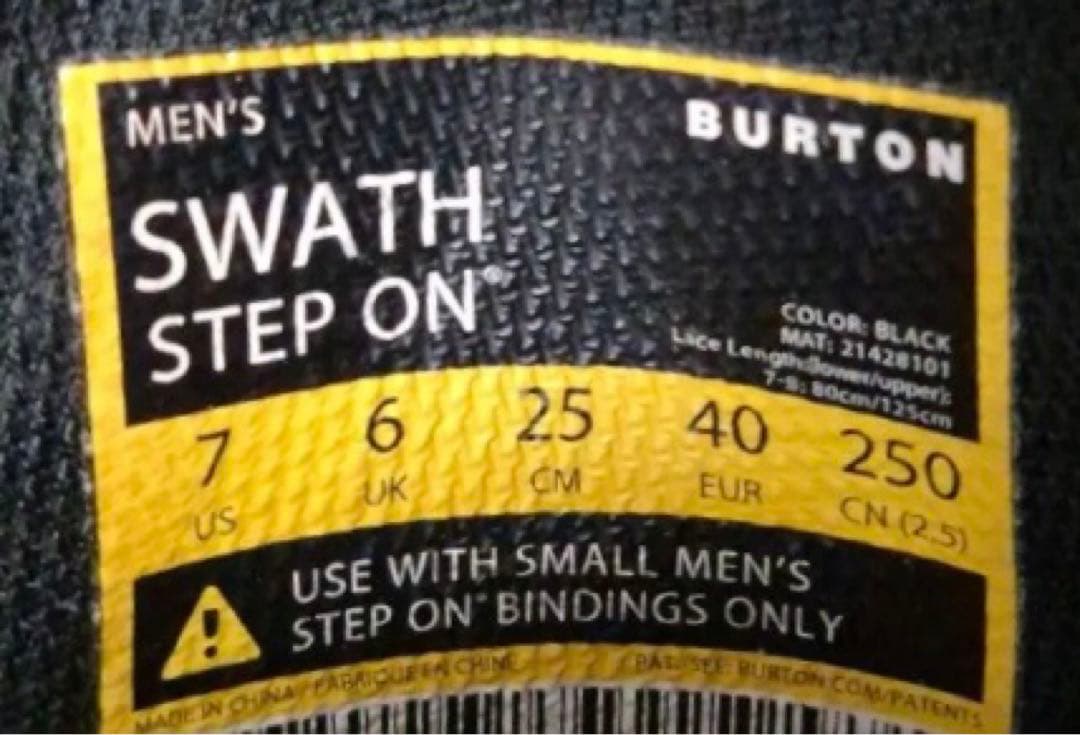 MEN'S
BURTON
SWATH
STEP ON®
COLOR: BLACK
MAT: 21428101
Lace Length(lower/upper):
7-8: 80cm/125cm
7 6 25 40 250
US UK CM EUR CN (2.5)
USE WITH SMALL MEN'S
STEP ON® BINDINGS ONLY
MADE IN CHINA / FABRIQUÉ EN CHINE PAT. SEE: BURTON.COM/PATENTS